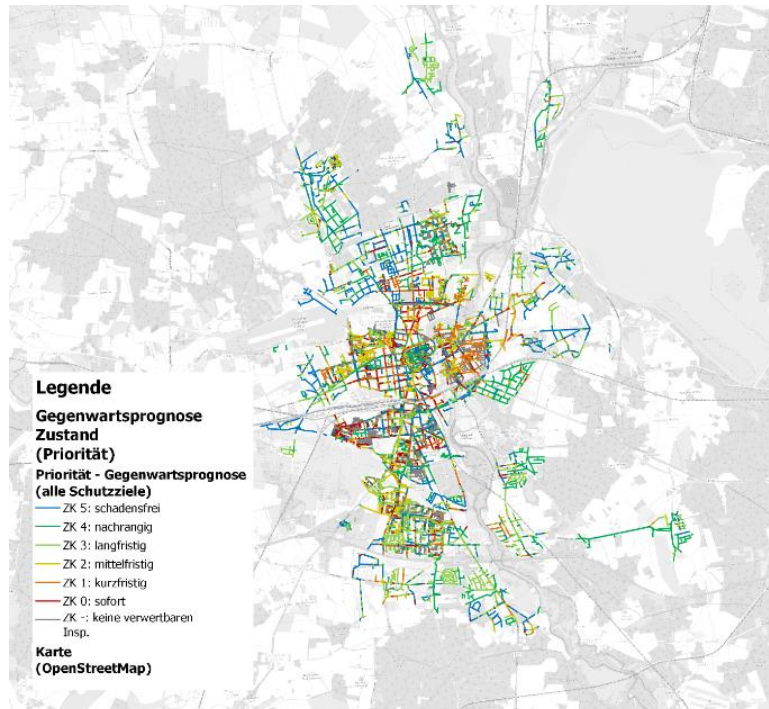 Legende
Gegenwartsprognose
Zustand
(Priorität)
Priorität - Gegenwartsprognose
(alle Schutzziele)
ZK 5: schadensfrei
ZK 4: nachrangig
ZK 3: langfristig
ZK 2: mittelfristig
ZK 1: kurzfristig
ZK 0: sofort
ZK -: keine verwertbaren
Insp.
Karte
(OpenStreetMap)